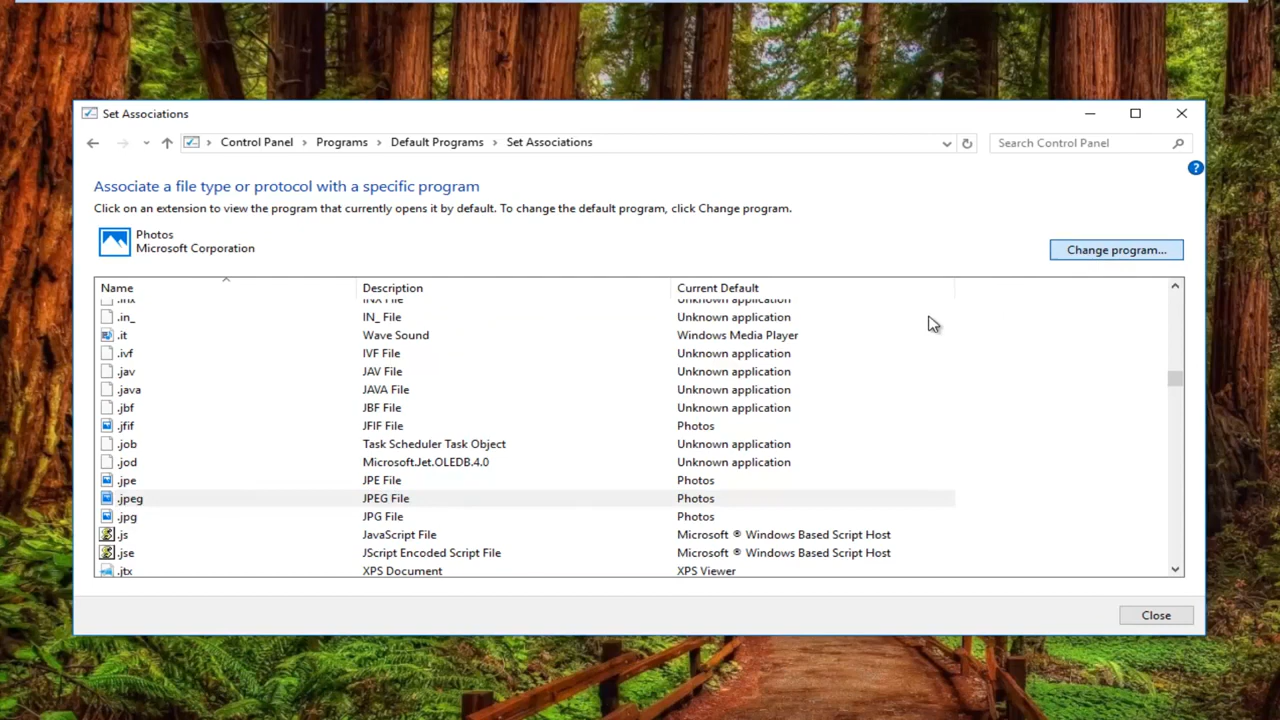 Set Associations
Control Panel > Programs > Default Programs > Set Associations
Search Control Panel
?
Associate a file type or protocol with a specific program
Click on an extension to view the program that currently opens it by default. To change the default program, click Change program.
Photos
Microsoft Corporation
Change program...
Name Description Current Default
.inx INX File Unknown application
.in_ IN_ File Unknown application
.it Wave Sound Windows Media Player
.ivf IVF File Unknown application
.jav JAV File Unknown application
.java JAVA File Unknown application
.jbf JBF File Unknown application
.jfif JFIF File Photos
.job Task Scheduler Task Object Unknown application
.jod Microsoft.Jet.OLEDB.4.0 Unknown application
.jpe JPE File Photos
.jpeg JPEG File Photos
.jpg JPG File Photos
.js JavaScript File Microsoft ® Windows Based Script Host
.jse JScript Encoded Script File Microsoft ® Windows Based Script Host
.jtx XPS Document XPS Viewer
Close